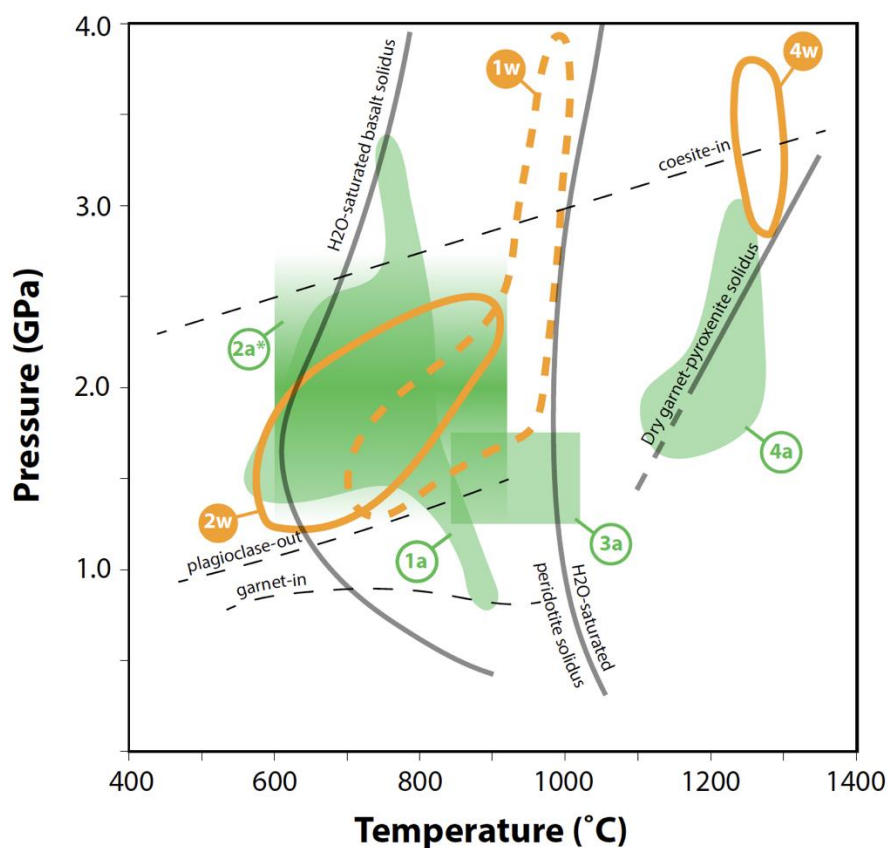 4.0
3.0
2.0
1.0
Pressure (GPa)
400
600
800
1000
1200
1400
Temperature (˚C)
H2O-saturated basalt solidus
1w
4w
coesite-in
2a*
Dry garnet-pyroxenite solidus
4a
2w
plagioclase-out
garnet-in
1a
3a
H2O-saturated
peridotite solidus